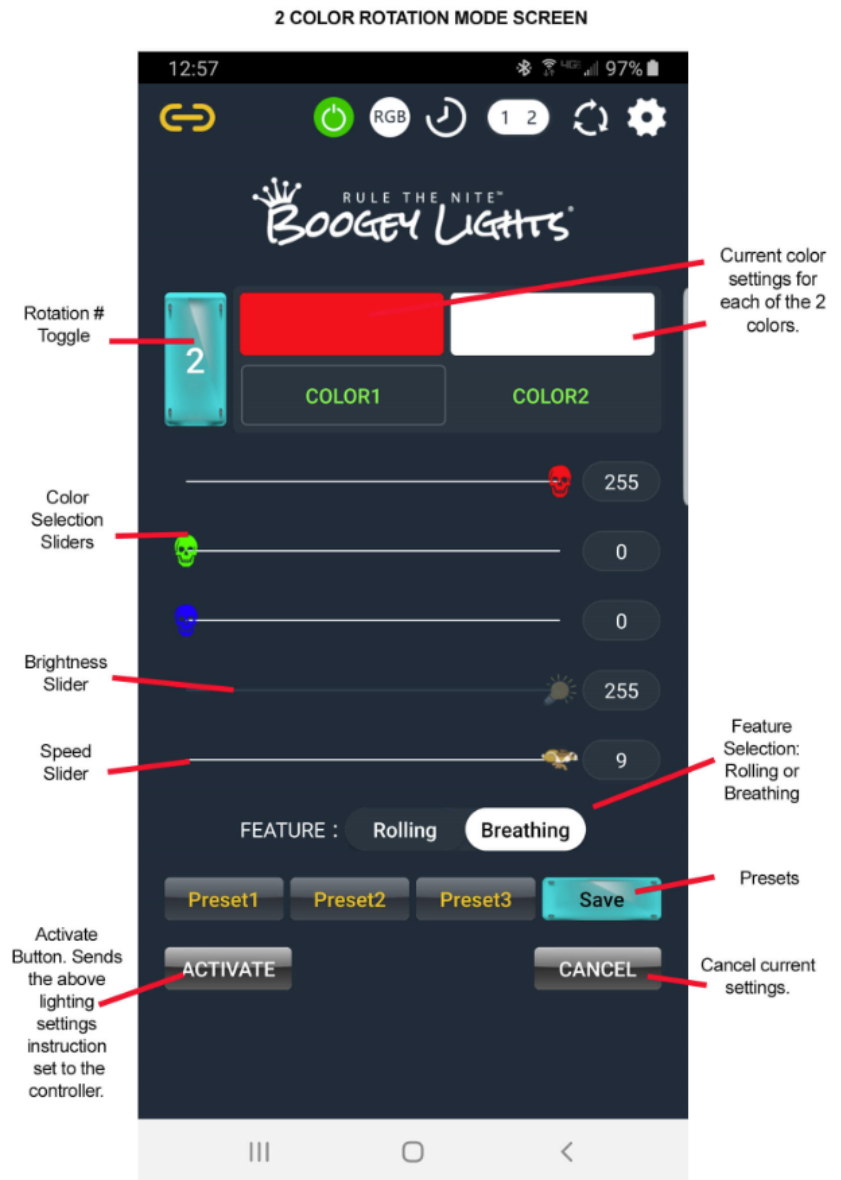 2 COLOR ROTATION MODE SCREEN
12:57
4GE 97%
RGB
1 2
RULE THE NITE™
BOOGEY LIGHTS®
Current color
settings for
each of the 2
colors.
Rotation #
Toggle
2
COLOR1 COLOR2
Color
Selection
Sliders
255
0
0
Brightness
Slider
255
Speed
Slider
9
Feature
Selection:
Rolling or
Breathing
FEATURE : Rolling Breathing
Preset1 Preset2 Preset3 Save
Presets
Activate
Button. Sends
the above
lighting
settings
instruction
set to the
controller.
ACTIVATE CANCEL
Cancel current
settings.